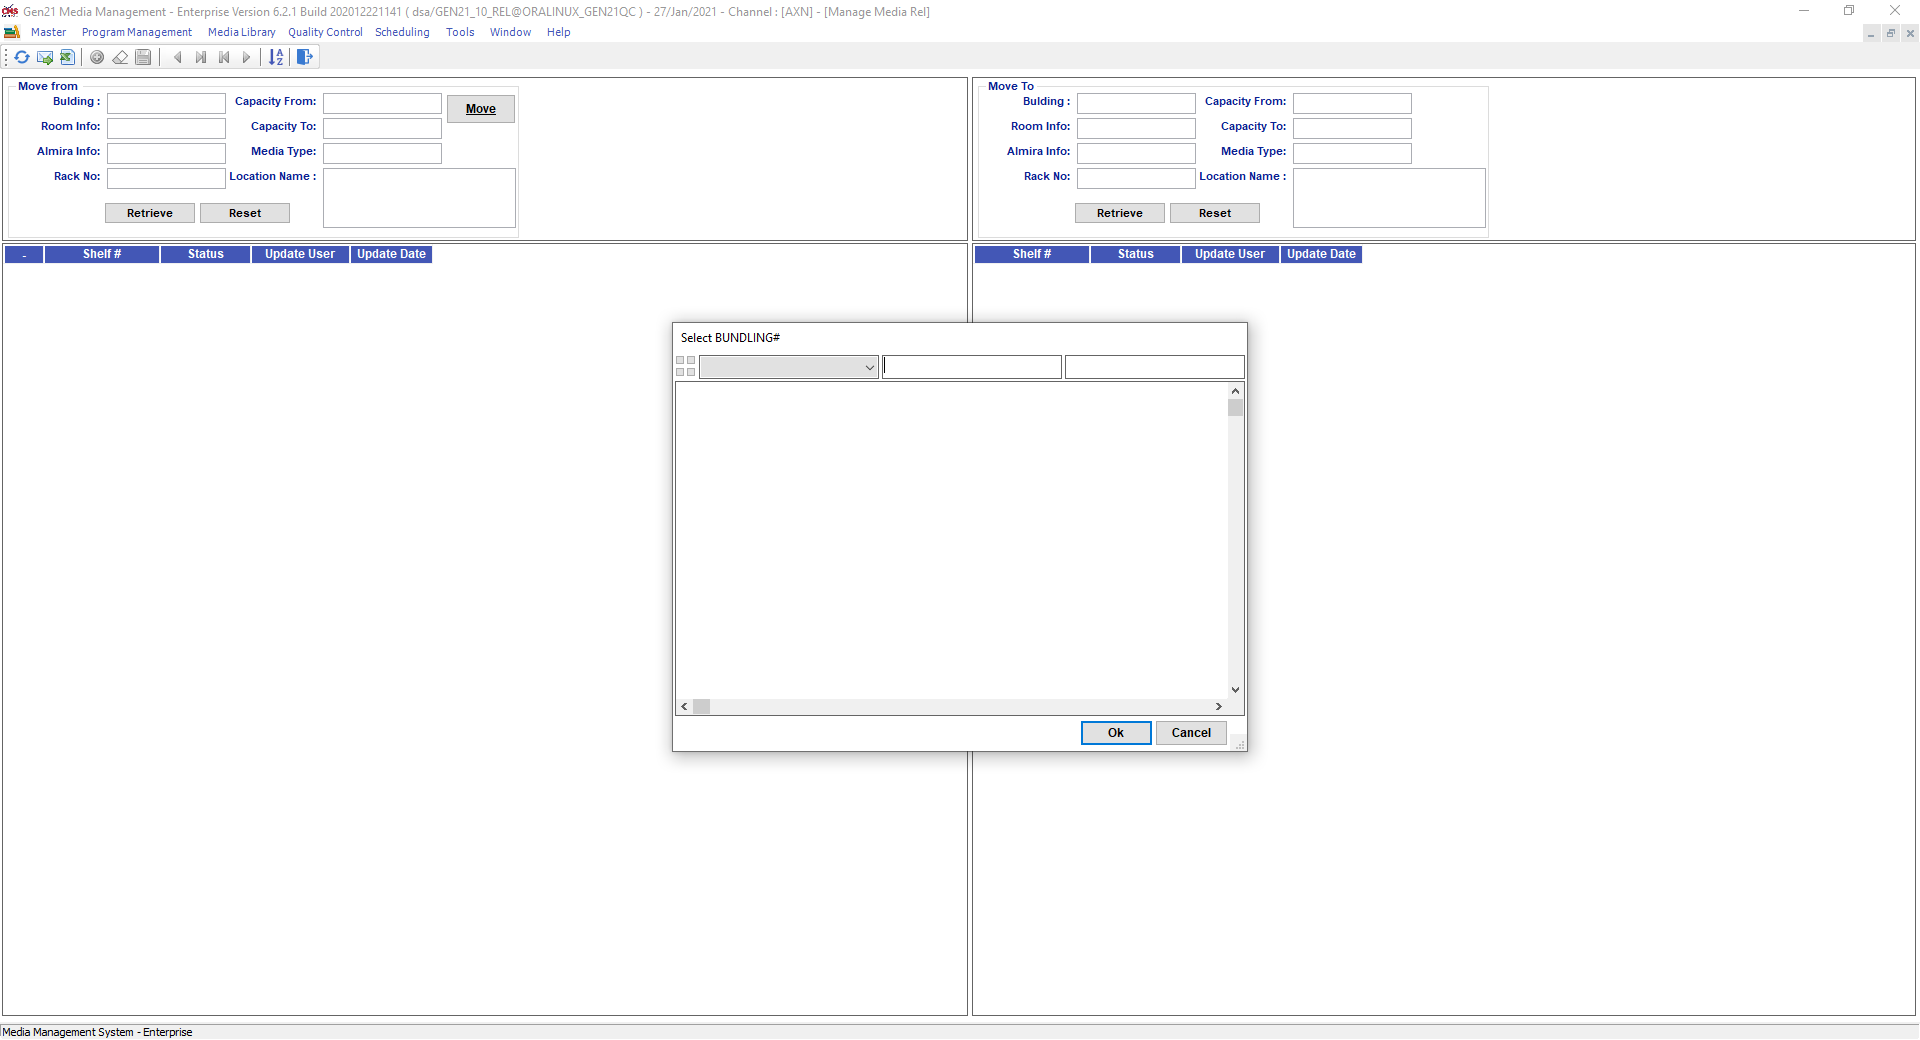 Gen21 Media Management - Enterprise Version 6.2.1 Build 202012221141 ( dsa/GEN21_10_REL@ORALINUX_GEN21QC ) - 27/Jan/2021 - Channel : [AXN] - [Manage Media Rel]
Master Program Management Media Library Quality Control Scheduling Tools Window Help
Move from
Bulding : Capacity From: Move
Room Info: Capacity To:
Almira Info: Media Type:
Rack No: Location Name :
Retrieve Reset
Move To
Bulding : Capacity From:
Room Info: Capacity To:
Almira Info: Media Type:
Rack No: Location Name :
Retrieve Reset
- Shelf # Status Update User Update Date
Shelf # Status Update User Update Date
Select BUNDLING#
Ok Cancel
Media Management System - Enterprise